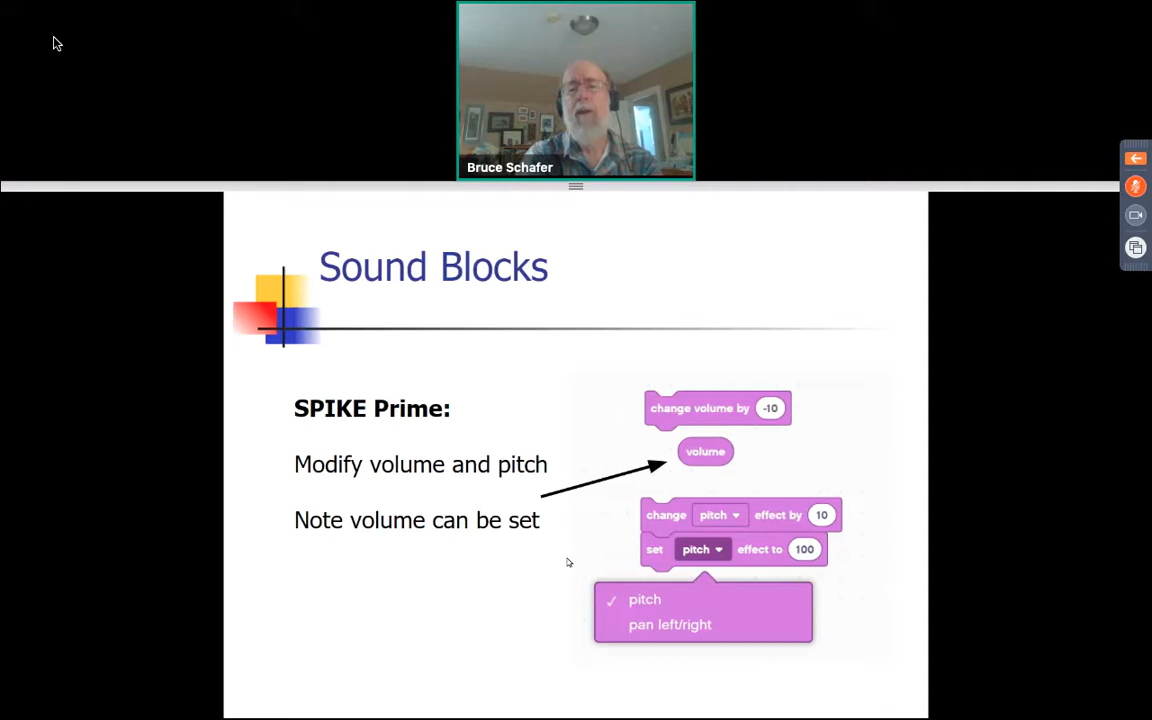 Bruce Schafer
Sound Blocks
SPIKE Prime:
Modify volume and pitch
Note volume can be set
change volume by -10
volume
change pitch effect by 10
set pitch effect to 100
✓ pitch
pan left/right